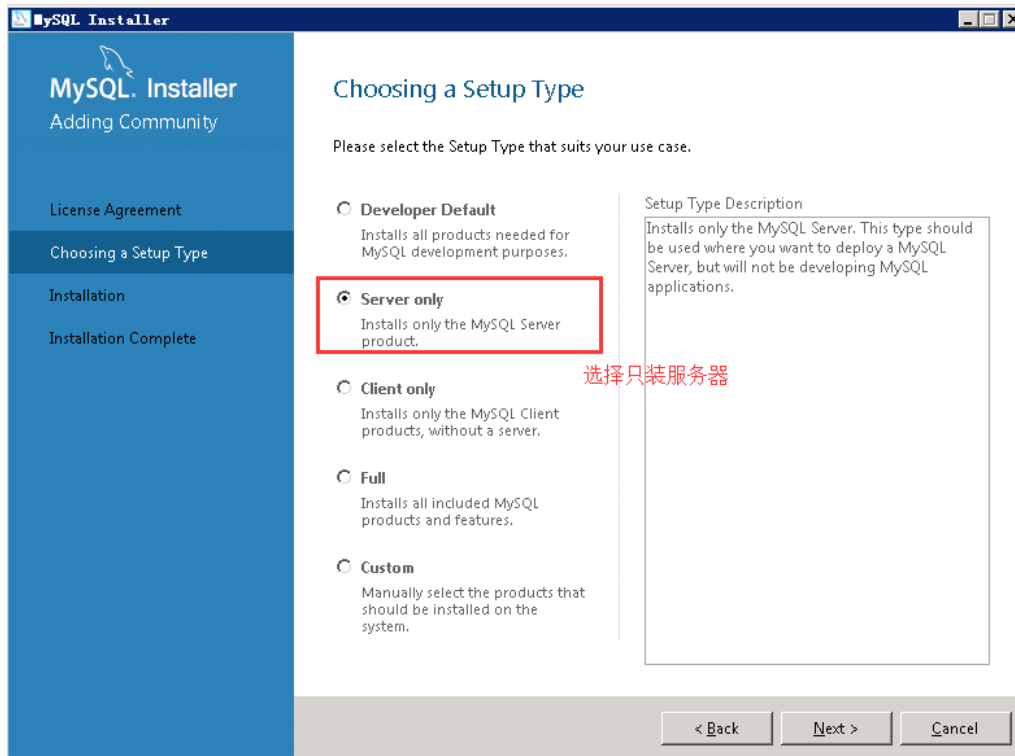 MySQL Installer
MySQL. Installer
Adding Community
License Agreement
Choosing a Setup Type
Installation
Installation Complete
Choosing a Setup Type
Please select the Setup Type that suits your use case.
Developer Default
Installs all products needed for
MySQL development purposes.
Server only
Installs only the MySQL Server
product.
选择只装服务器
Client only
Installs only the MySQL Client
products, without a server.
Full
Installs all included MySQL
products and features.
Custom
Manually select the products that
should be installed on the
system.
Setup Type Description
Installs only the MySQL Server. This type should
be used where you want to deploy a MySQL
Server, but will not be developing MySQL
applications.
< Back
Next >
Cancel